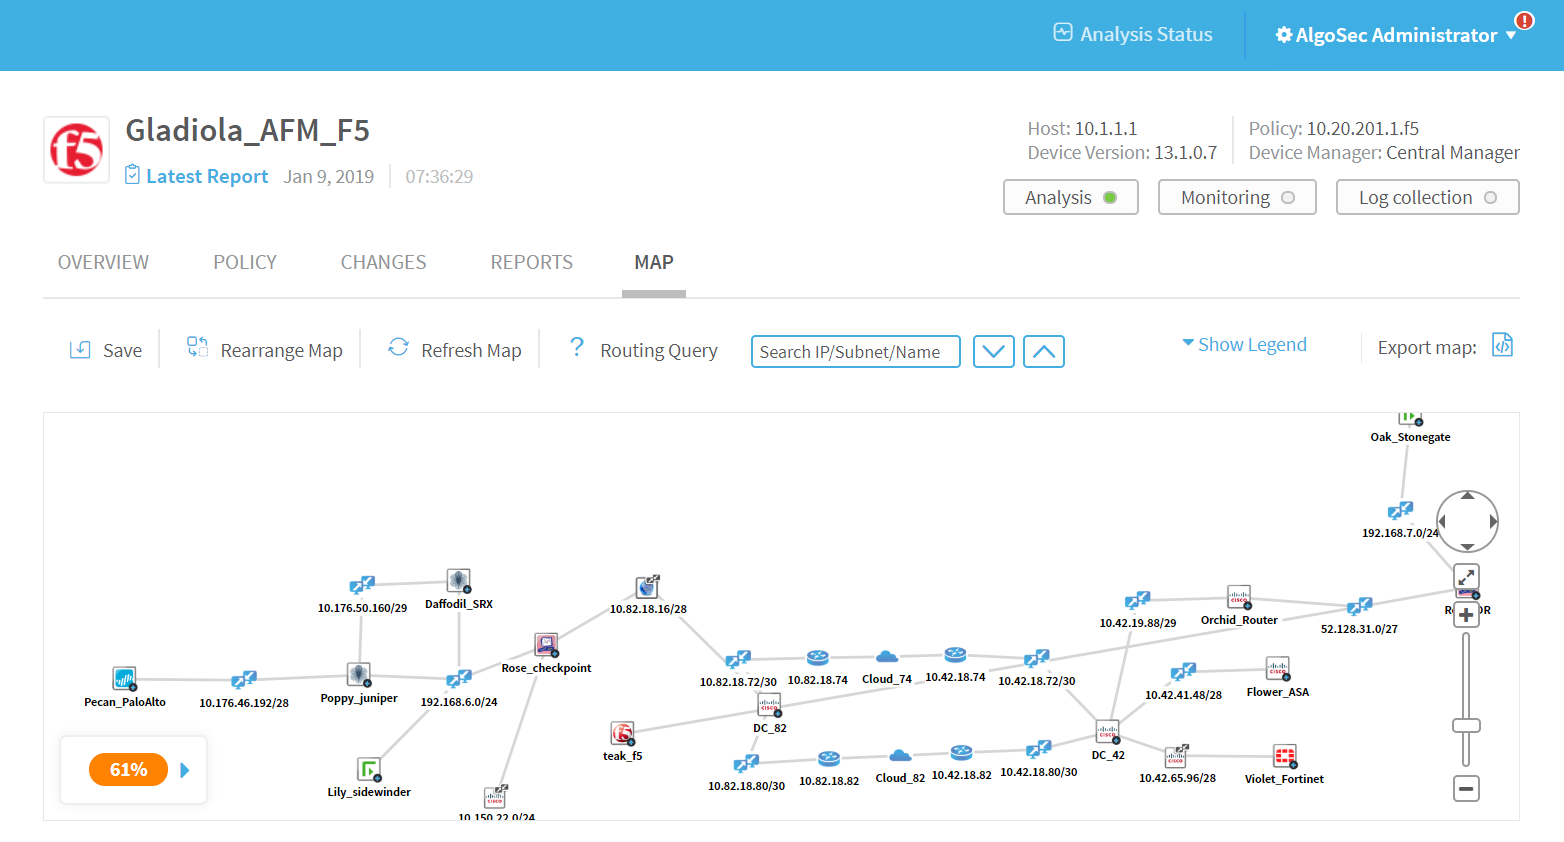 Analysis Status
AlgoSec Administrator
!
f5
Gladiola_AFM_F5
Latest Report Jan 9, 2019 07:36:29
Host: 10.1.1.1
Device Version: 13.1.0.7
Policy: 10.20.201.1.f5
Device Manager: Central Manager
Analysis
Monitoring
Log collection
OVERVIEW
POLICY
CHANGES
REPORTS
MAP
Save
Rearrange Map
Refresh Map
? Routing Query
Search IP/Subnet/Name
Show Legend
Export map:
Oak_Stonegate
192.168.7.0/24
10.176.50.160/29
Daffodil_SRX
10.82.18.16/28
10.42.19.88/29
Orchid_Router
52.128.31.0/27
Rose_checkpoint
Pecan_PaloAlto
10.176.46.192/28
Poppy_juniper
192.168.6.0/24
10.82.18.72/30
10.82.18.74
Cloud_74
10.42.18.74
10.42.18.72/30
10.42.41.48/28
Flower_ASA
DC_82
teak_f5
DC_42
10.82.18.80/30
10.82.18.82
Cloud_82
10.42.18.82
10.42.18.80/30
10.42.65.96/28
Violet_Fortinet
61%
Lily_sidewinder
10.150.22.0/24